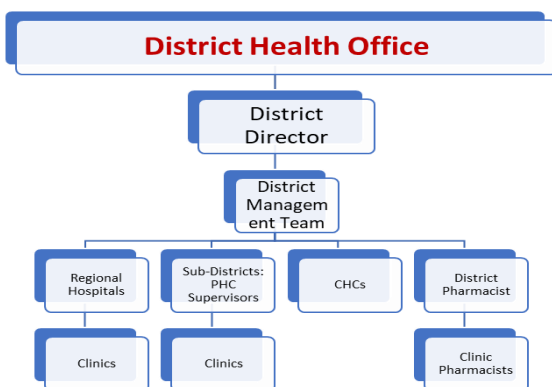 District Health Office
District
Director
District
Managem
ent Team
Regional
Hospitals
Sub-Districts:
PHC
Supervisors
CHCs
District
Pharmacist
Clinics
Clinics
Clinic
Pharmacists